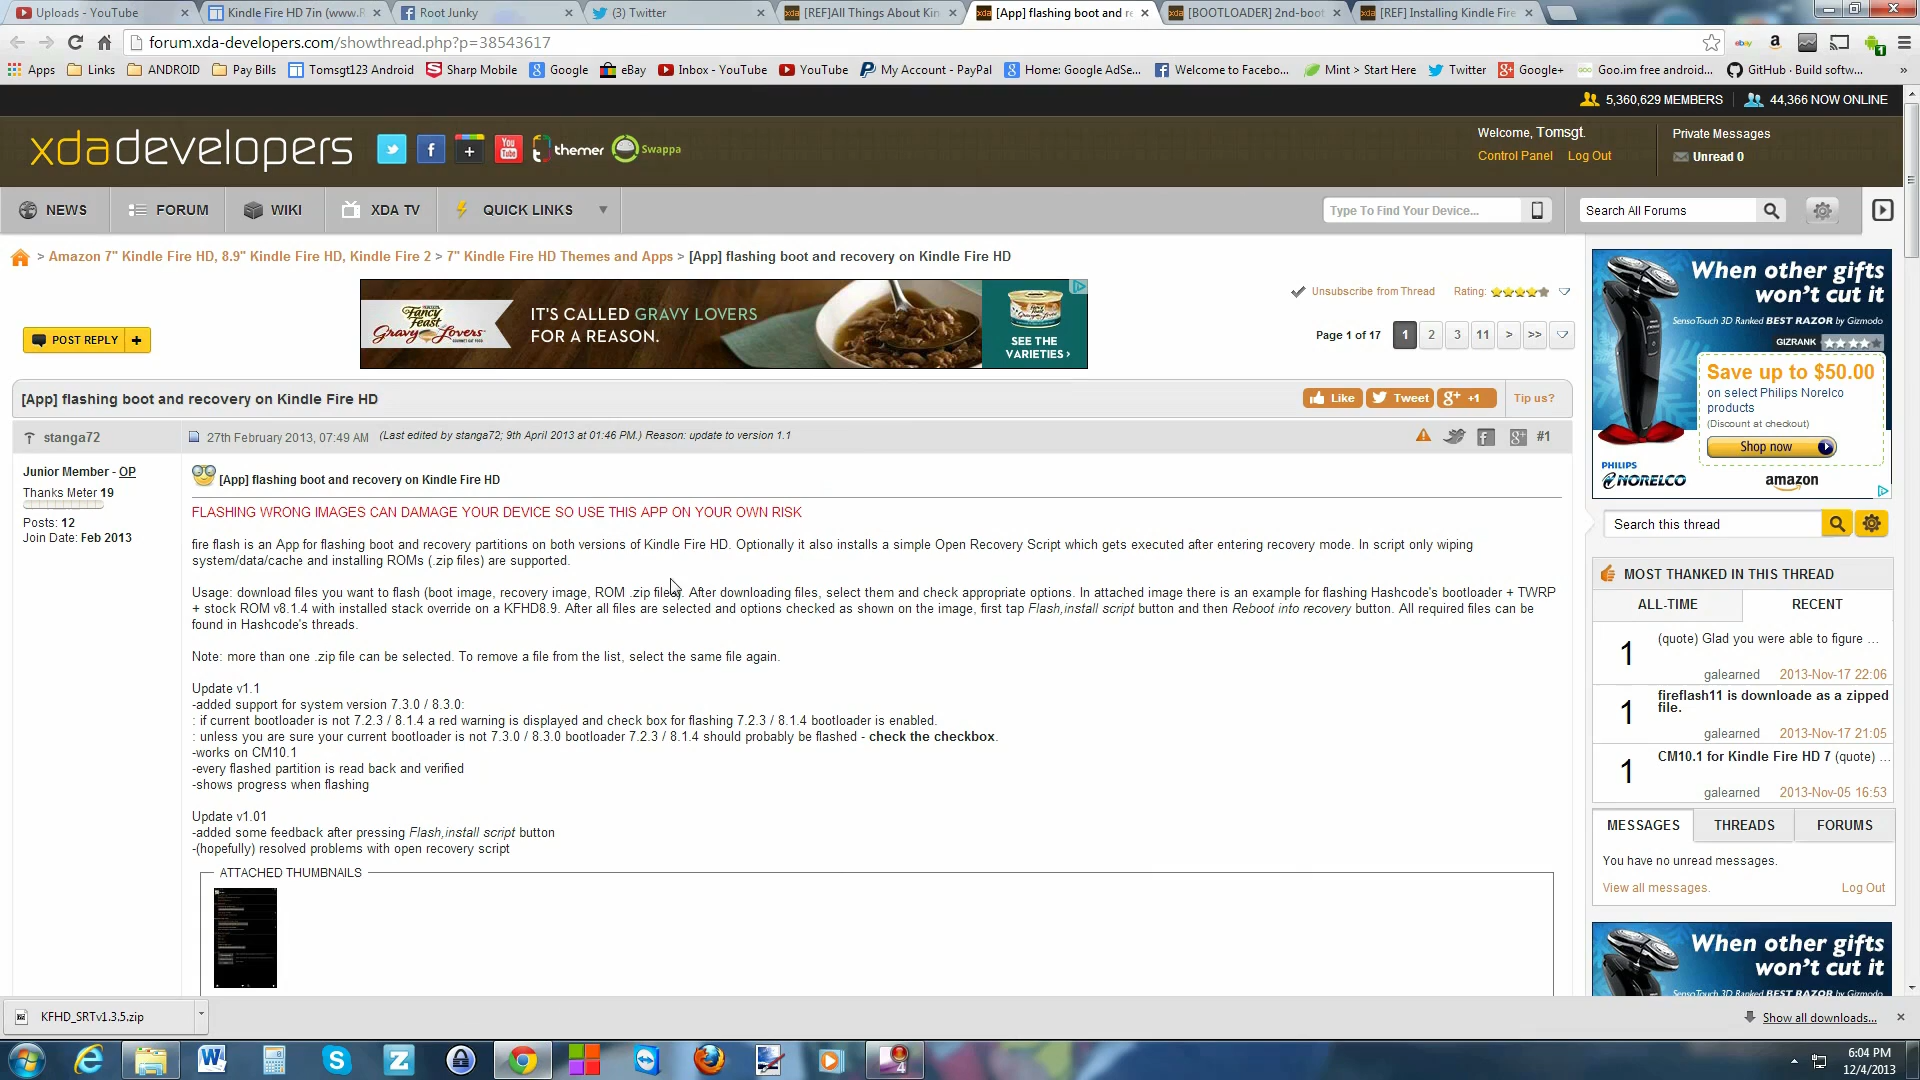 Uploads - YouTube
Kindle Fire HD 7in (www.R
Root Junky
(3) Twitter
[REF]All Things About Kin
[App] flashing boot and re
[BOOTLOADER] 2nd-boot
[REF] Installing Kindle Fire
forum.xda-developers.com/showthread.php?p=38543617
Apps
Links
ANDROID
Pay Bills
Tomsgt123 Android
Sharp Mobile
Google
eBay
Inbox - YouTube
YouTube
My Account - PayPal
Home: Google AdSe...
Welcome to Facebo...
Mint > Start Here
Twitter
Google+
Goo.im free android...
GitHub · Build softw...
5,360,629 MEMBERS
44,366 NOW ONLINE
xdadevelopers
themer
Swappa
Welcome, Tomsgt.
Control Panel
Log Out
Private Messages
Unread 0
NEWS
FORUM
WIKI
XDA TV
QUICK LINKS
Type To Find Your Device...
Search All Forums
> Amazon 7" Kindle Fire HD, 8.9" Kindle Fire HD, Kindle Fire 2 > 7" Kindle Fire HD Themes and Apps > [App] flashing boot and recovery on Kindle Fire HD
Fancy Feast
Gravy Lovers
IT'S CALLED GRAVY LOVERS
FOR A REASON.
SEE THE
VARIETIES ›
Unsubscribe from Thread
Rating:
POST REPLY +
Page 1 of 17
1
2
3
11
>
>>
[App] flashing boot and recovery on Kindle Fire HD
Like
Tweet
g+ +1
Tip us?
stanga72
27th February 2013, 07:49 AM
(Last edited by stanga72; 9th April 2013 at 01:46 PM.) Reason: update to version 1.1
#1
Junior Member - OP
Thanks Meter 19
Posts: 12
Join Date: Feb 2013
[App] flashing boot and recovery on Kindle Fire HD
FLASHING WRONG IMAGES CAN DAMAGE YOUR DEVICE SO USE THIS APP ON YOUR OWN RISK
fire flash is an App for flashing boot and recovery partitions on both versions of Kindle Fire HD. Optionally it also installs a simple Open Recovery Script which gets executed after entering recovery mode. In script only wiping
system/data/cache and installing ROMs (.zip files) are supported.
Usage: download files you want to flash (boot image, recovery image, ROM .zip files). After downloading files, select them and check appropriate options. In attached image there is an example for flashing Hashcode's bootloader + TWRP
+ stock ROM v8.1.4 with installed stack override on a KFHD8.9. After all files are selected and options checked as shown on the image, first tap Flash,install script button and then Reboot into recovery button. All required files can be
found in Hashcode's threads.
Note: more than one .zip file can be selected. To remove a file from the list, select the same file again.
Update v1.1
-added support for system version 7.3.0 / 8.3.0:
: if current bootloader is not 7.2.3 / 8.1.4 a red warning is displayed and check box for flashing 7.2.3 / 8.1.4 bootloader is enabled.
: unless you are sure your current bootloader is not 7.3.0 / 8.3.0 bootloader 7.2.3 / 8.1.4 should probably be flashed - check the checkbox.
-works on CM10.1
-every flashed partition is read back and verified
-shows progress when flashing
Update v1.01
-added some feedback after pressing Flash,install script button
-(hopefully) resolved problems with open recovery script
ATTACHED THUMBNAILS
When other gifts
won't cut it
SensoTouch 3D Ranked BEST RAZOR by Gizmodo
GIZRANK
Save up to $50.00
on select Philips Norelco
products
(Discount at checkout)
Shop now
PHILIPS
NORELCO
amazon
Search this thread
MOST THANKED IN THIS THREAD
ALL-TIME
RECENT
1
(quote) Glad you were able to figure ...
galearned
2013-Nov-17 22:06
1
fireflash11 is downloade as a zipped
file.
galearned
2013-Nov-17 21:05
1
CM10.1 for Kindle Fire HD 7 (quote) ...
galearned
2013-Nov-05 16:53
MESSAGES
THREADS
FORUMS
You have no unread messages.
View all messages.
Log Out
When other gifts
won't cut it
SensoTouch 3D Ranked BEST RAZOR by Gizmodo
KFHD_SRTv1.3.5.zip
Show all downloads...
6:04 PM
12/4/2013